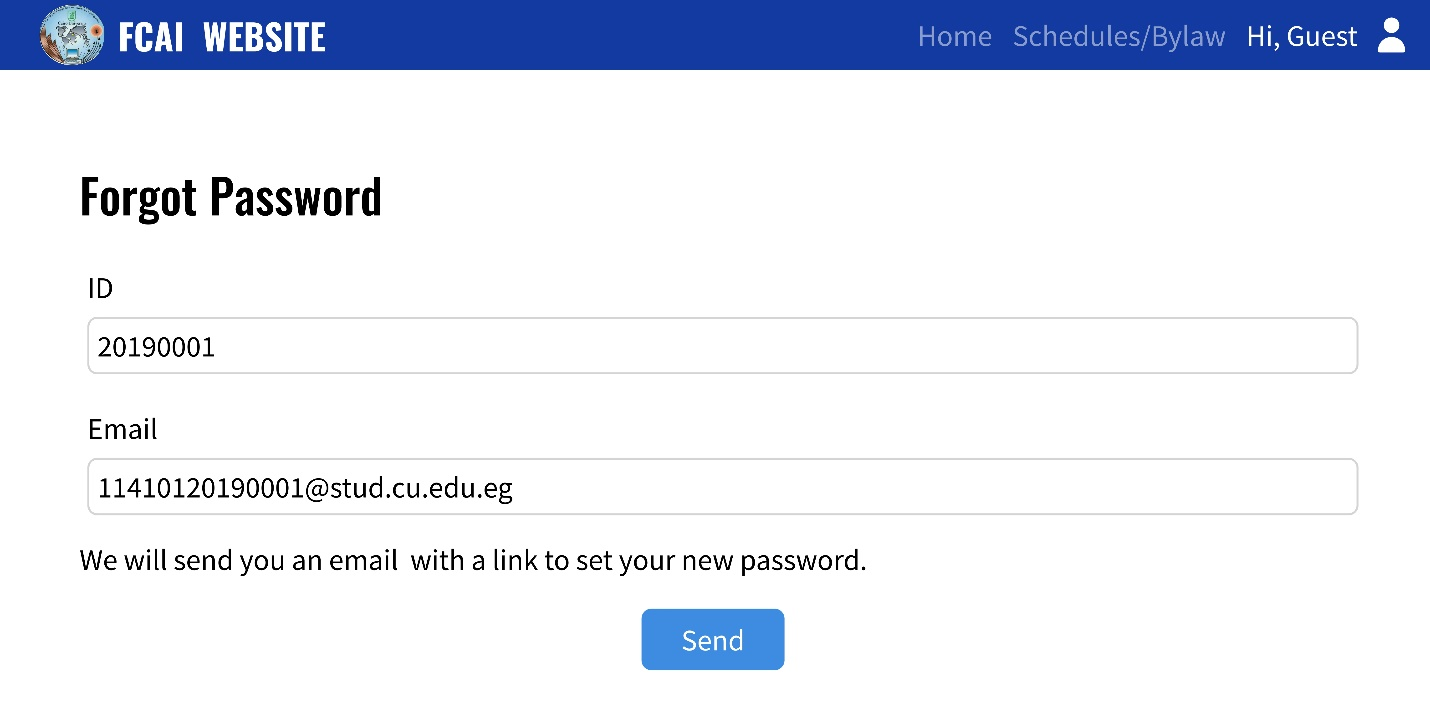 FCAI WEBSITE
Home Schedules/Bylaw Hi, Guest
Forgot Password
ID
20190001
Email
11410120190001@stud.cu.edu.eg
We will send you an email with a link to set your new password.
Send